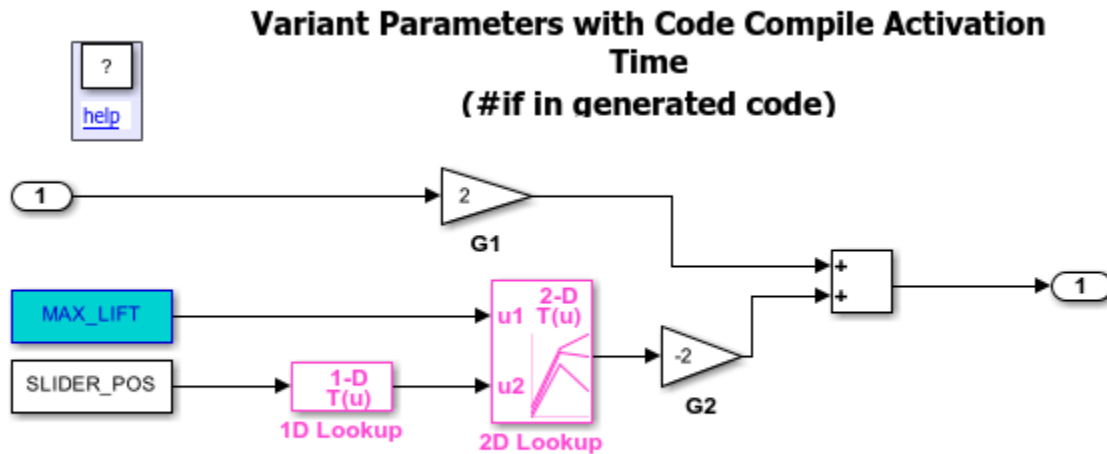 Variant Parameters with Code Compile Activation
Time
(#if in generated code)
?
help
1
2
G1
+
+
1
MAX_LIFT
u1
2-D
T(u)
u2
-2
SLIDER_POS
1-D
T(u)
G2
1D Lookup
2D Lookup